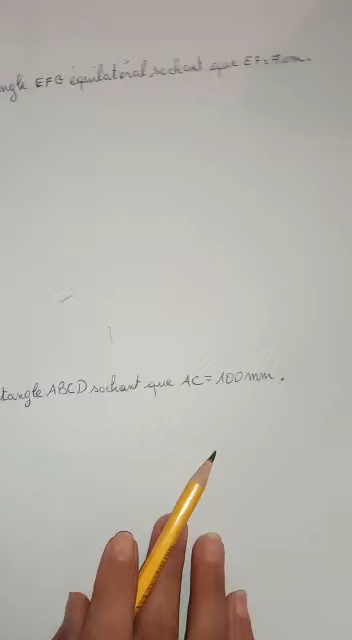 ngle EFG équilatéral, sachant que EF = 7cm.
tangle ABCD sachant que AC = 100mm.